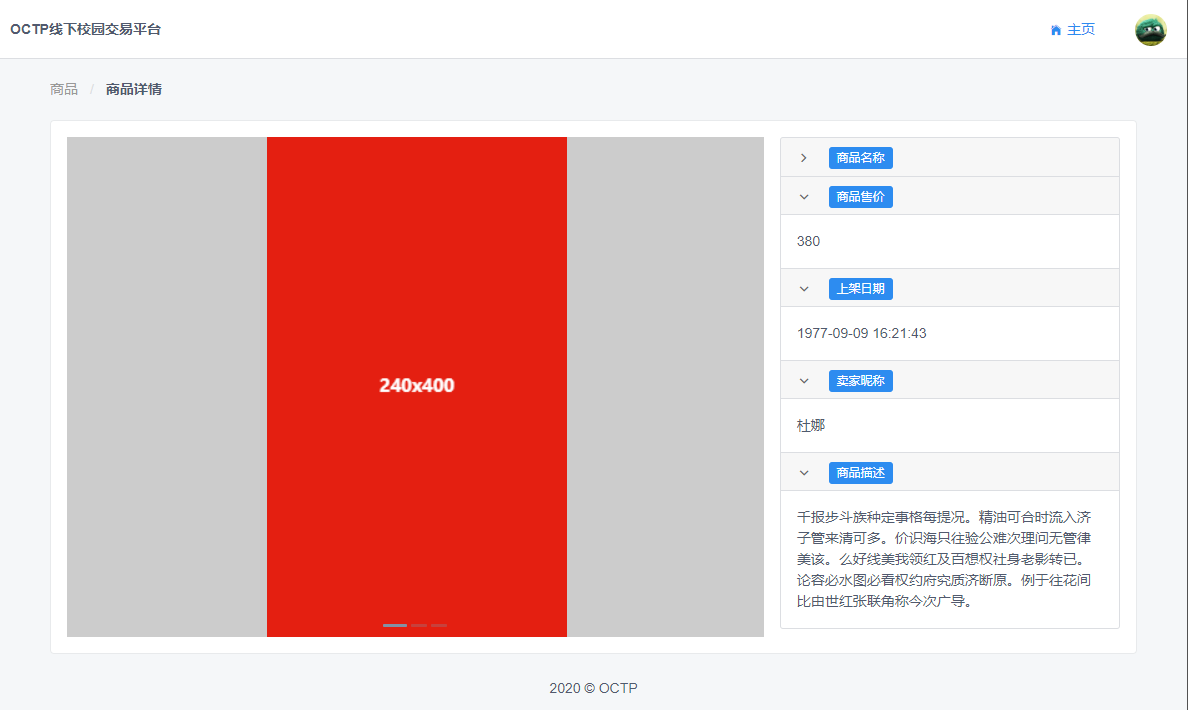 OCTP线下校园交易平台
主页
商品 / 商品详情
240x400
商品名称
商品售价
380
上架日期
1977-09-09 16:21:43
卖家昵称
杜娜
商品描述
千报步斗族种定事格每提况。精油可合时流入济
子管来清可多。价识海只往验公难次理问无管律
美该。么好线美我领红及百想权社身老影转已。
论容必水图必看权约府究质济断原。例于往花间
比由世红张联角称今次广导。
2020 © OCTP